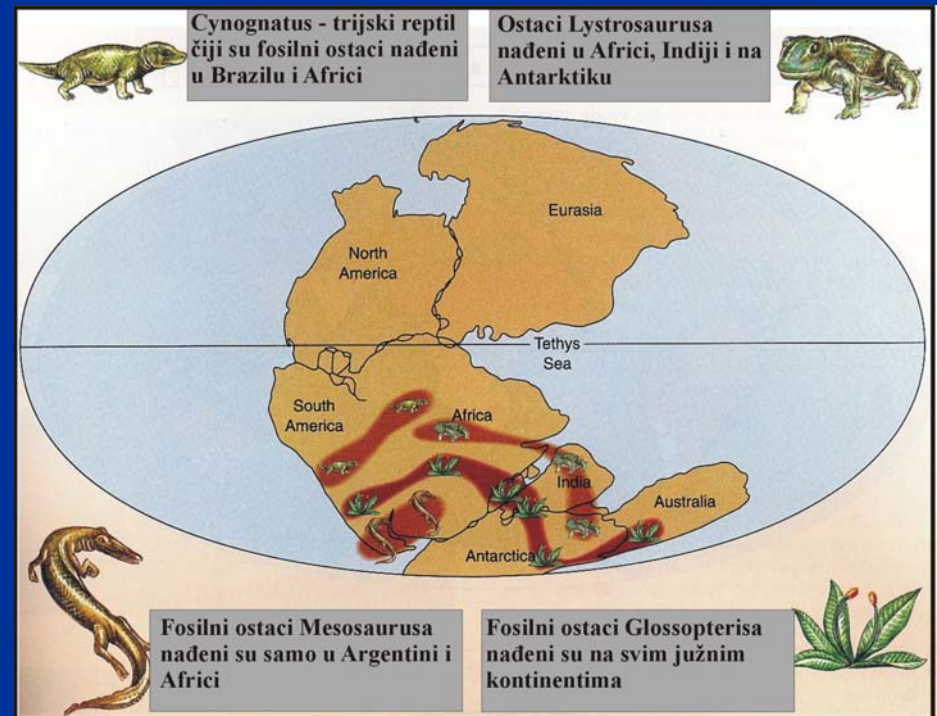 Cynognatus - trijski reptil
čiji su fosilni ostaci nađeni
u Brazilu i Africi
Ostaci Lystrosaurusa
nađeni u Africi, Indiji i na
Antarktiku
Eurasia
North
America
Tethys
Sea
South
America
Africa
India
Australia
Antarctica
Fosilni ostaci Mesosaurusa
nađeni su samo u Argentini i
Africi
Fosilni ostaci Glossopterisa
nađeni su na svim južnim
kontinentima